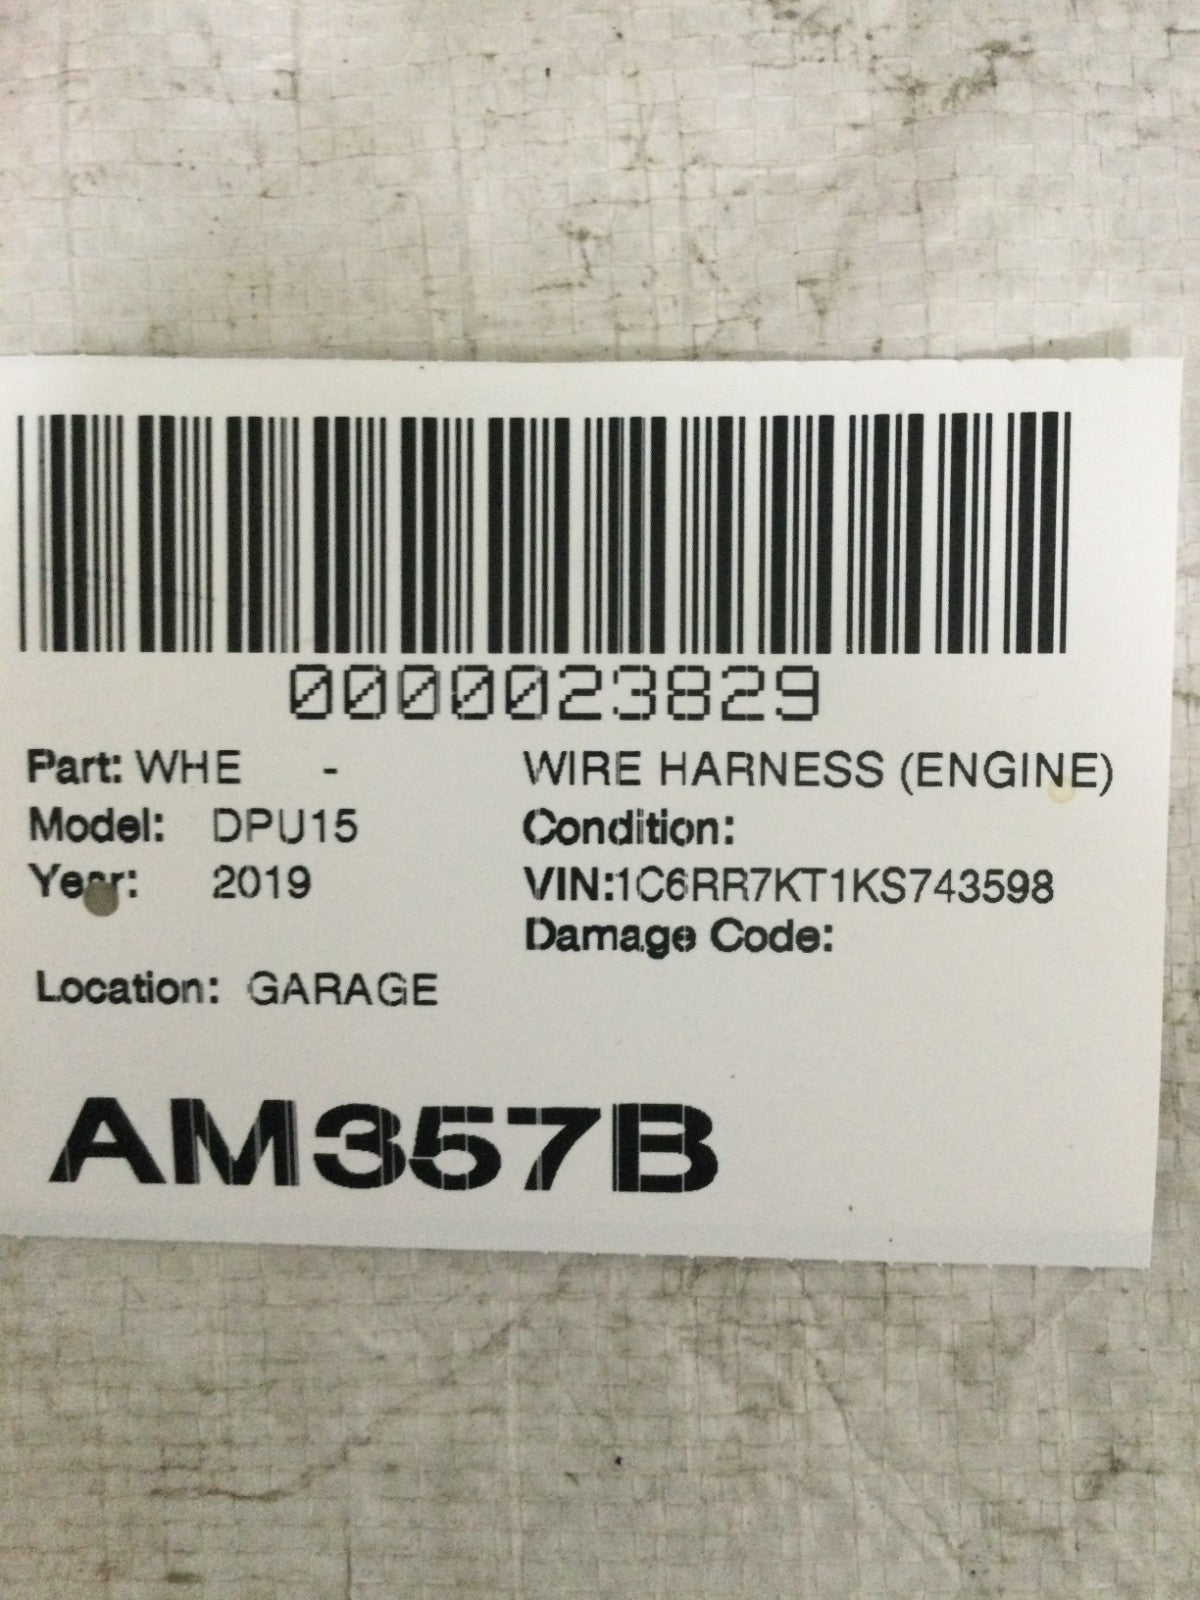 0000023829
Part: WHE - WIRE HARNESS (ENGINE)
Model: DPU15 Condition:
Year: 2019 VIN:1C6RR7KT1KS743598
Damage Code:
Location: GARAGE
AM357B